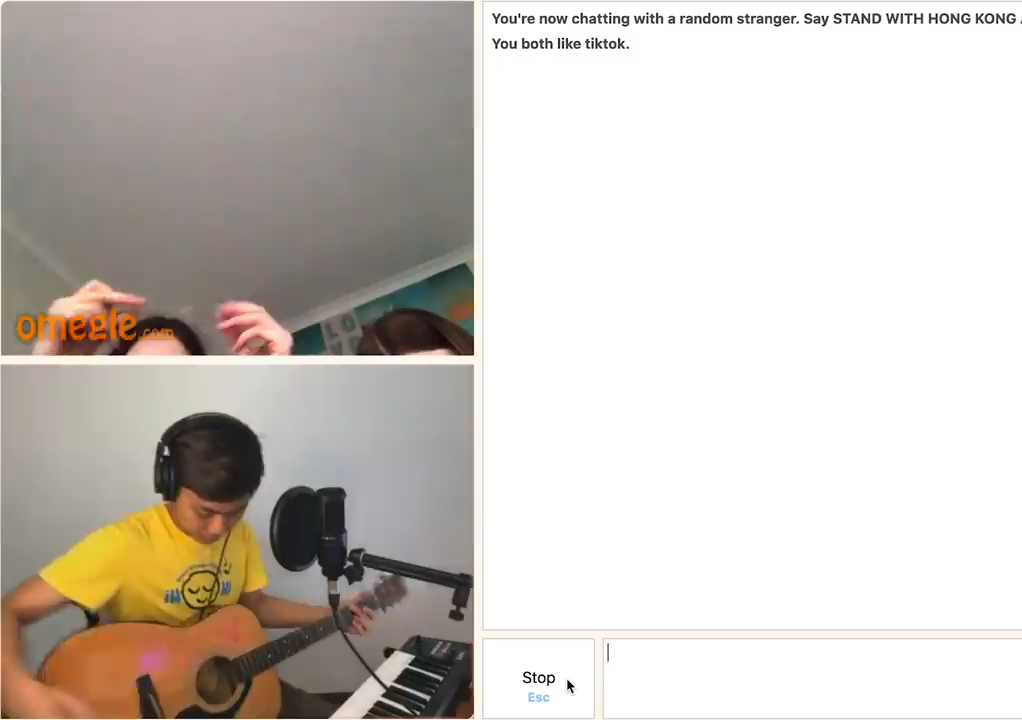 You're now chatting with a random stranger. Say STAND WITH HONG KONG
You both like tiktok.
omegle.com
LO
Stop
Esc